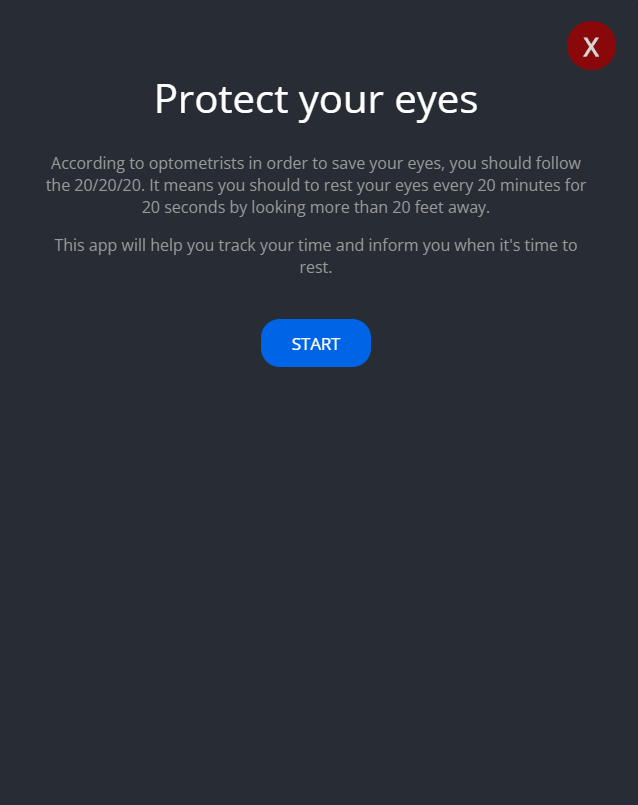 X
Protect your eyes
According to optometrists in order to save your eyes, you should follow
the 20/20/20. It means you should to rest your eyes every 20 minutes for
20 seconds by looking more than 20 feet away.
This app will help you track your time and inform you when it's time to
rest.
START